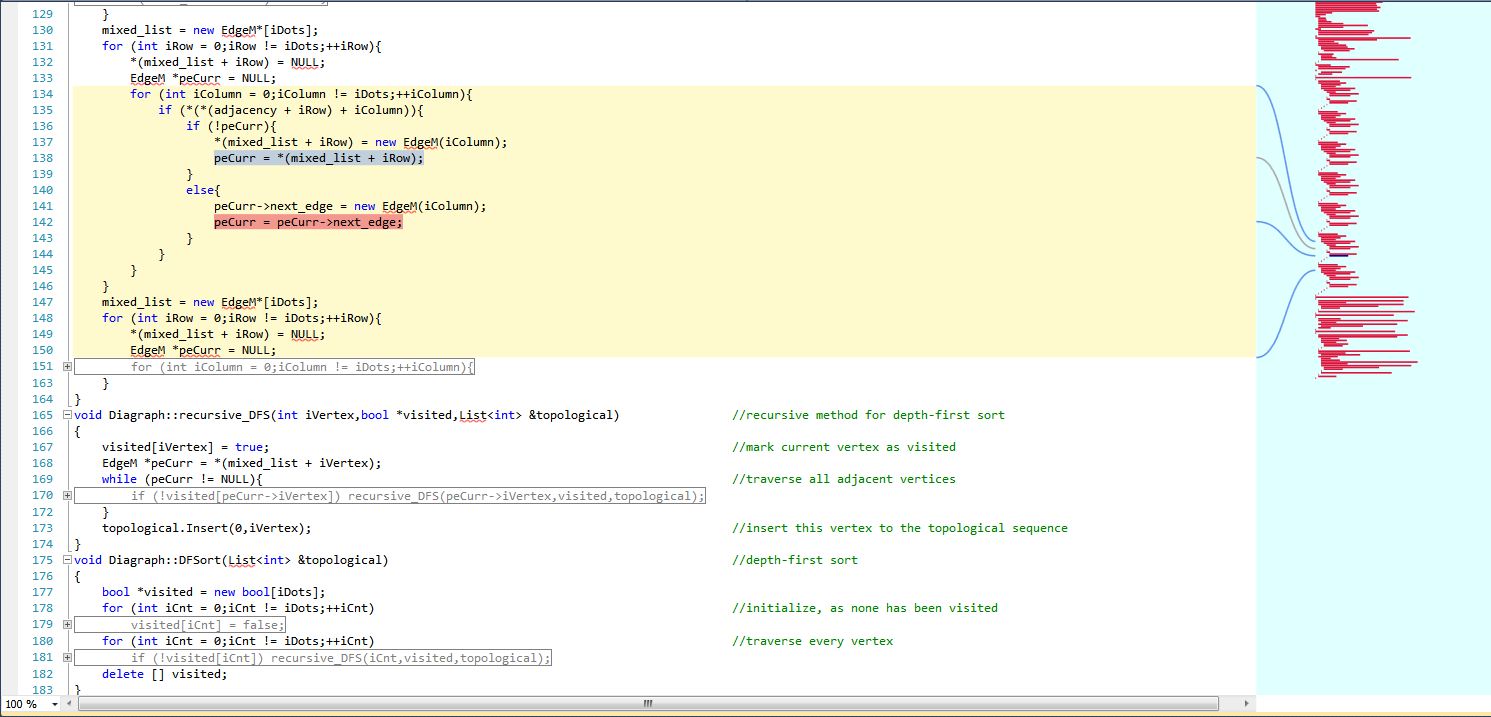 129 }
130 mixed_list = new EdgeM*[iDots];
131 for (int iRow = 0;iRow != iDots;++iRow){
132 *(mixed_list + iRow) = NULL;
133 EdgeM *peCurr = NULL;
134 for (int iColumn = 0;iColumn != iDots;++iColumn){
135 if (*(*(adjacency + iRow) + iColumn)){
136 if (!peCurr){
137 *(mixed_list + iRow) = new EdgeM(iColumn);
138 peCurr = *(mixed_list + iRow);
139 }
140 else{
141 peCurr->next_edge = new EdgeM(iColumn);
142 peCurr = peCurr->next_edge;
143 }
144 }
145 }
146 }
147 mixed_list = new EdgeM*[iDots];
148 for (int iRow = 0;iRow != iDots;++iRow){
149 *(mixed_list + iRow) = NULL;
150 EdgeM *peCurr = NULL;
151 for (int iColumn = 0;iColumn != iDots;++iColumn){
163 }
164 }
165 void Diagraph::recursive_DFS(int iVertex,bool *visited,List<int> &topological) //recursive method for depth-first sort
166 {
167 visited[iVertex] = true; //mark current vertex as visited
168 EdgeM *peCurr = *(mixed_list + iVertex);
169 while (peCurr != NULL){ //traverse all adjacent vertices
170 if (!visited[peCurr->iVertex]) recursive_DFS(peCurr->iVertex,visited,topological);
172 }
173 topological.Insert(0,iVertex); //insert this vertex to the topological sequence
174 }
175 void Diagraph::DFSort(List<int> &topological) //depth-first sort
176 {
177 bool *visited = new bool[iDots];
178 for (int iCnt = 0;iCnt != iDots;++iCnt) //initialize, as none has been visited
179 visited[iCnt] = false;
180 for (int iCnt = 0;iCnt != iDots;++iCnt) //traverse every vertex
181 if (!visited[iCnt]) recursive_DFS(iCnt,visited,topological);
182 delete [] visited;
183 }
100 %